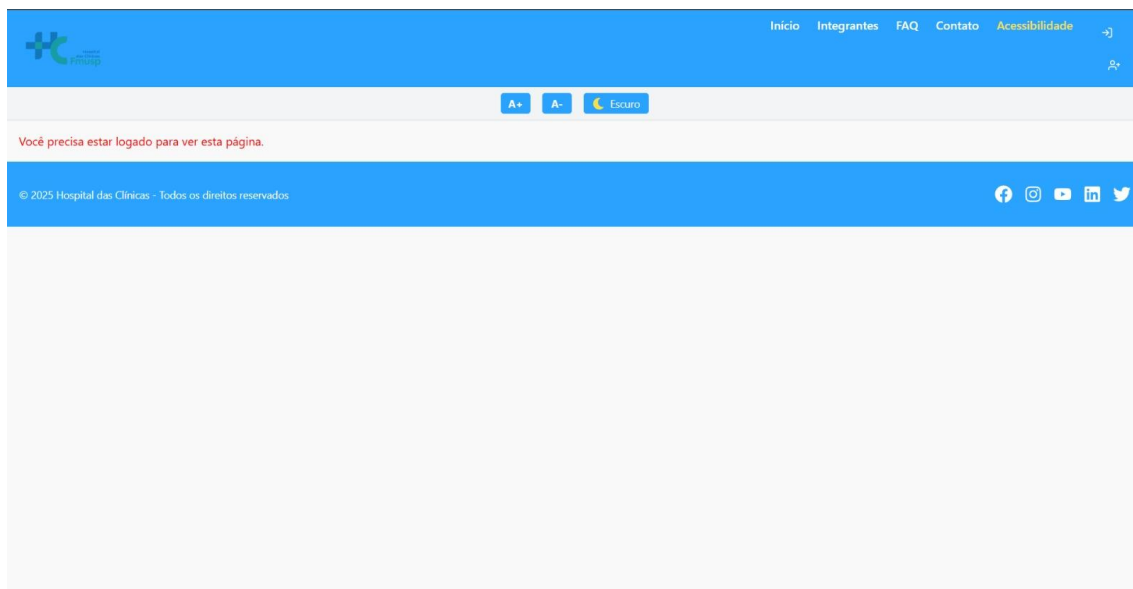 Início Integrantes FAQ Contato Acessibilidade
A+ A- Escuro
Você precisa estar logado para ver esta página.
© 2025 Hospital das Clínicas - Todos os direitos reservados